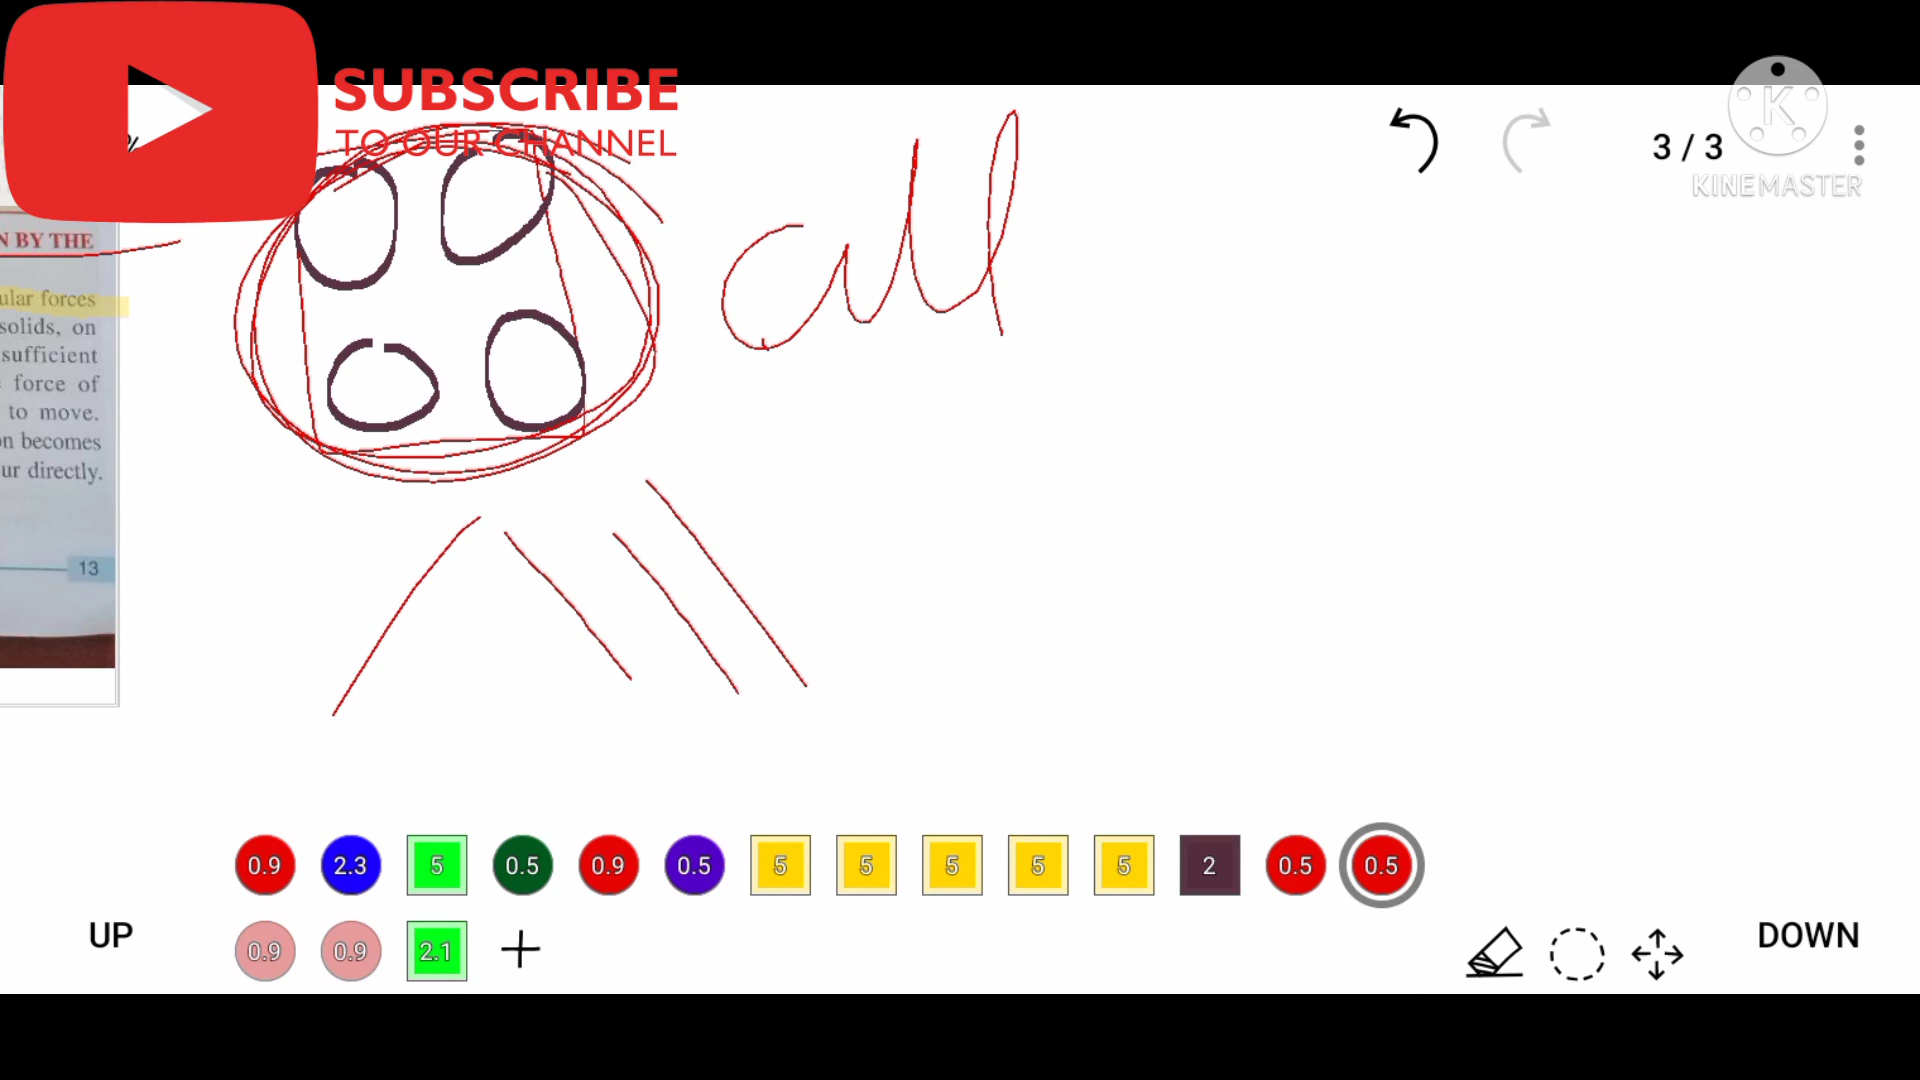 SUBSCRIBE
TO OUR CHANNEL
3 / 3
K
KINEMASTER
all
N BY THE
ular forces
solids, on
sufficient
force of
to move.
on becomes
ur directly.
13
0.9 2.3 5 0.5 0.9 0.5 5 5 5 5 5 2 0.5 0.5
UP
0.9 0.9 2.1 +
DOWN